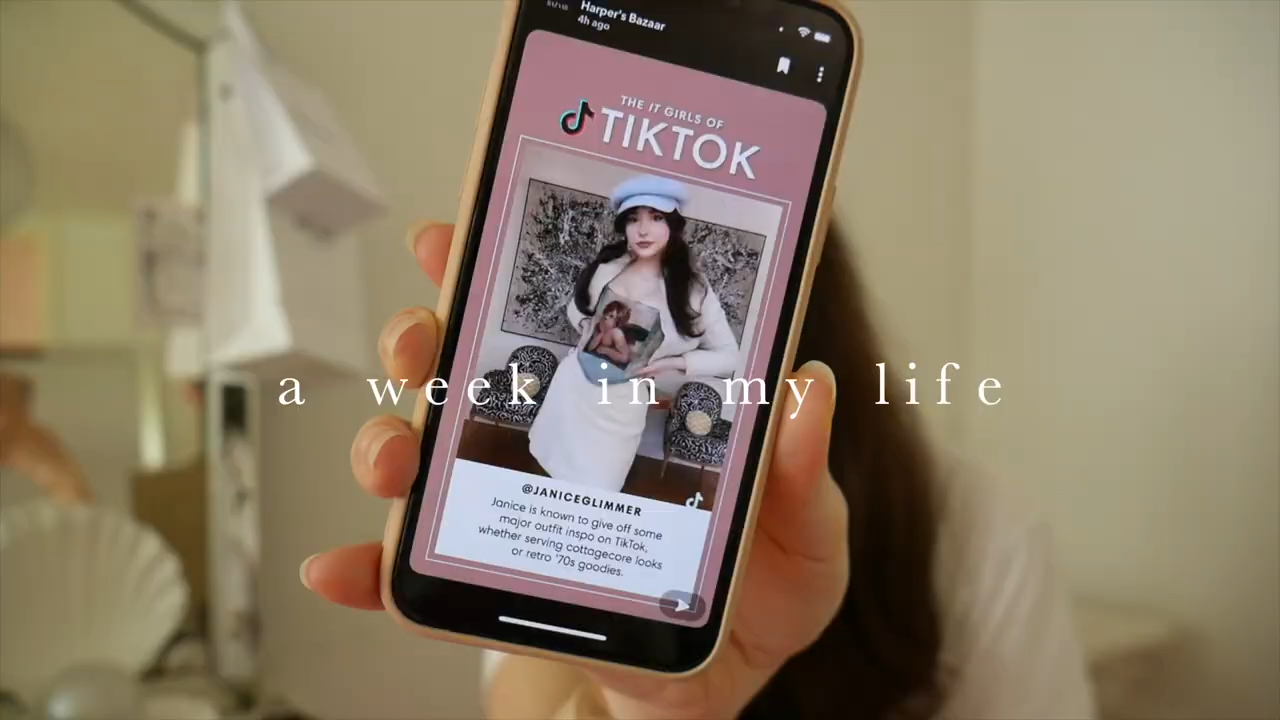 Harper's Bazaar
4h ago
THE IT GIRLS OF
TIKTOK
a week in my life
@JANICEGLIMMER
Janice is known to give off some
major outfit inspo on TikTok,
whether serving cottagecore looks
or retro '70s goodies.